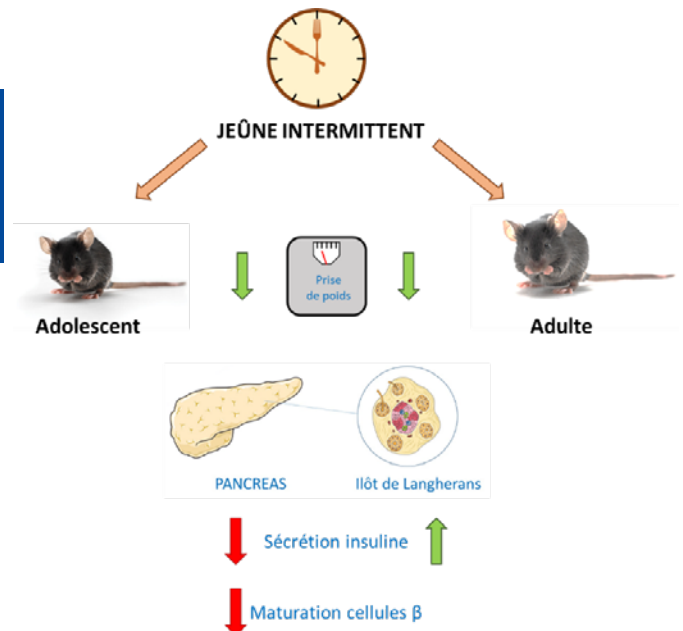 JEÛNE INTERMITTENT
Prise
de poids
Adolescent
Adulte
PANCREAS
Ilôt de Langherans
Sécrétion insuline
Maturation cellules β